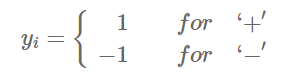 yᵢ = { 1 for ‘+’
−1 for ‘−’